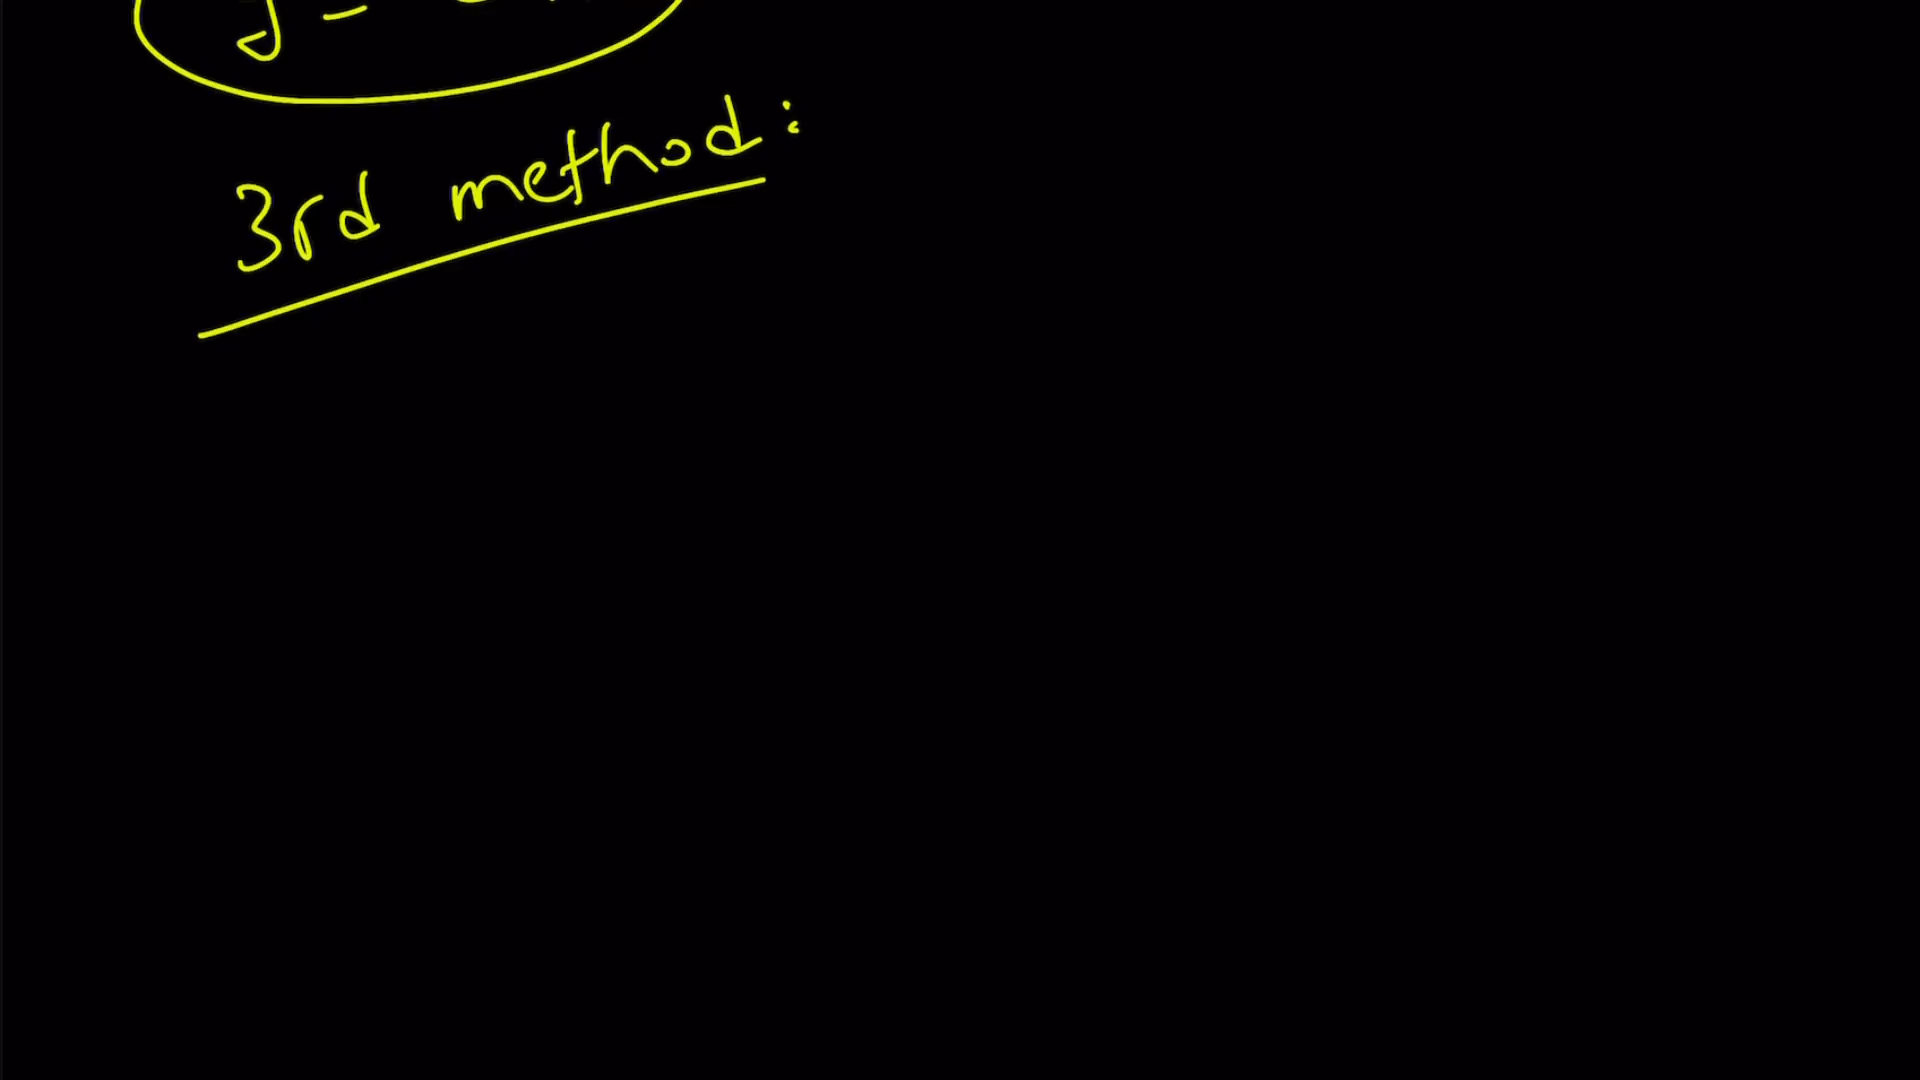 y =
3rd method: